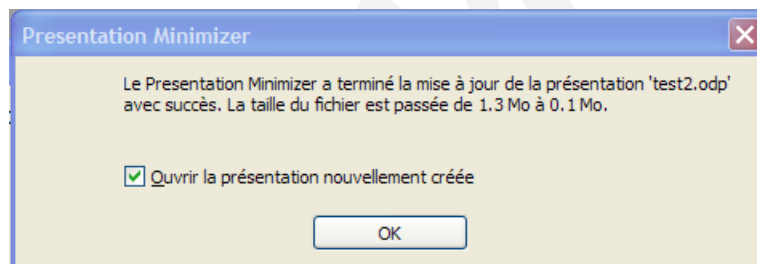 Presentation Minimizer
Le Presentation Minimizer a terminé la mise à jour de la présentation 'test2.odp'
avec succès. La taille du fichier est passée de 1.3 Mo à 0.1 Mo.
Ouvrir la présentation nouvellement créée
OK